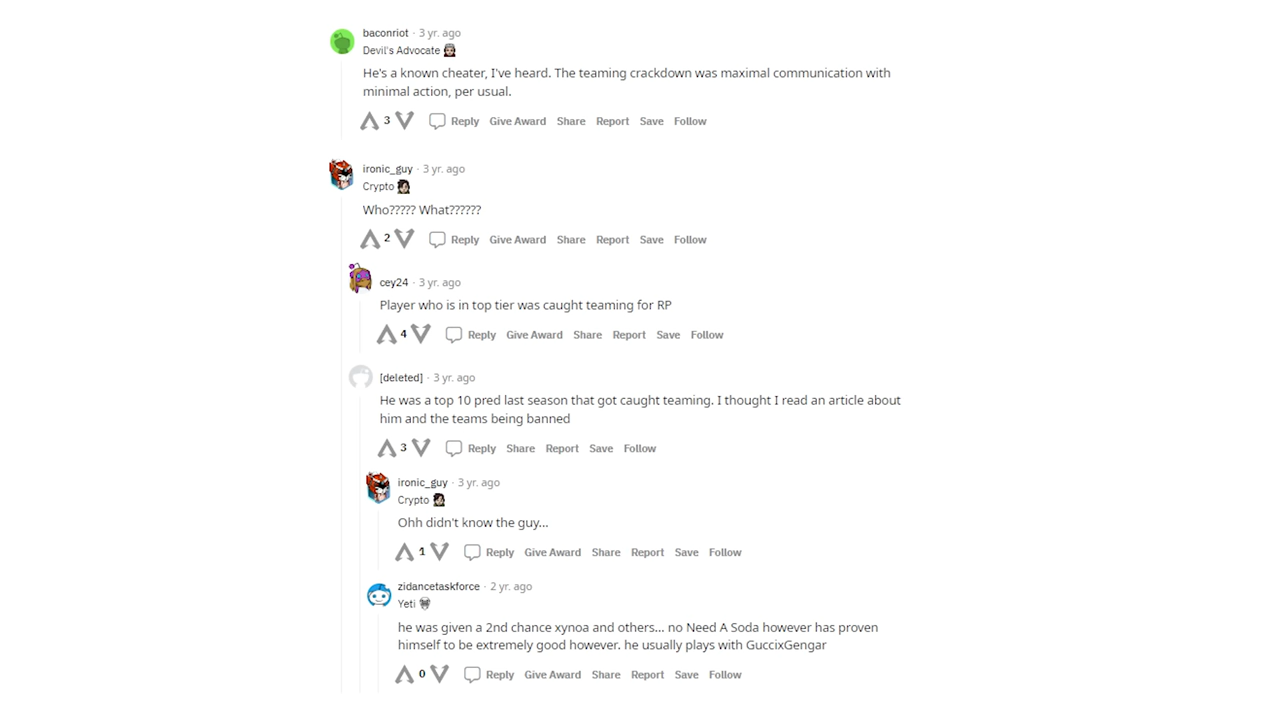 baconriot · 3 yr. ago
Devil's Advocate
He's a known cheater, I've heard. The teaming crackdown was maximal communication with
minimal action, per usual.
3 Reply Give Award Share Report Save Follow
ironic_guy · 3 yr. ago
Crypto
Who????? What??????
2 Reply Give Award Share Report Save Follow
cey24 · 3 yr. ago
Player who is in top tier was caught teaming for RP
4 Reply Give Award Share Report Save Follow
[deleted] · 3 yr. ago
He was a top 10 pred last season that got caught teaming. I thought I read an article about
him and the teams being banned
3 Reply Share Report Save Follow
ironic_guy · 3 yr. ago
Crypto
Ohh didn't know the guy...
1 Reply Give Award Share Report Save Follow
zidancetaskforce · 2 yr. ago
Yeti
he was given a 2nd chance xynoa and others... no Need A Soda however has proven
himself to be extremely good however. he usually plays with GuccixGengar
0 Reply Give Award Share Report Save Follow